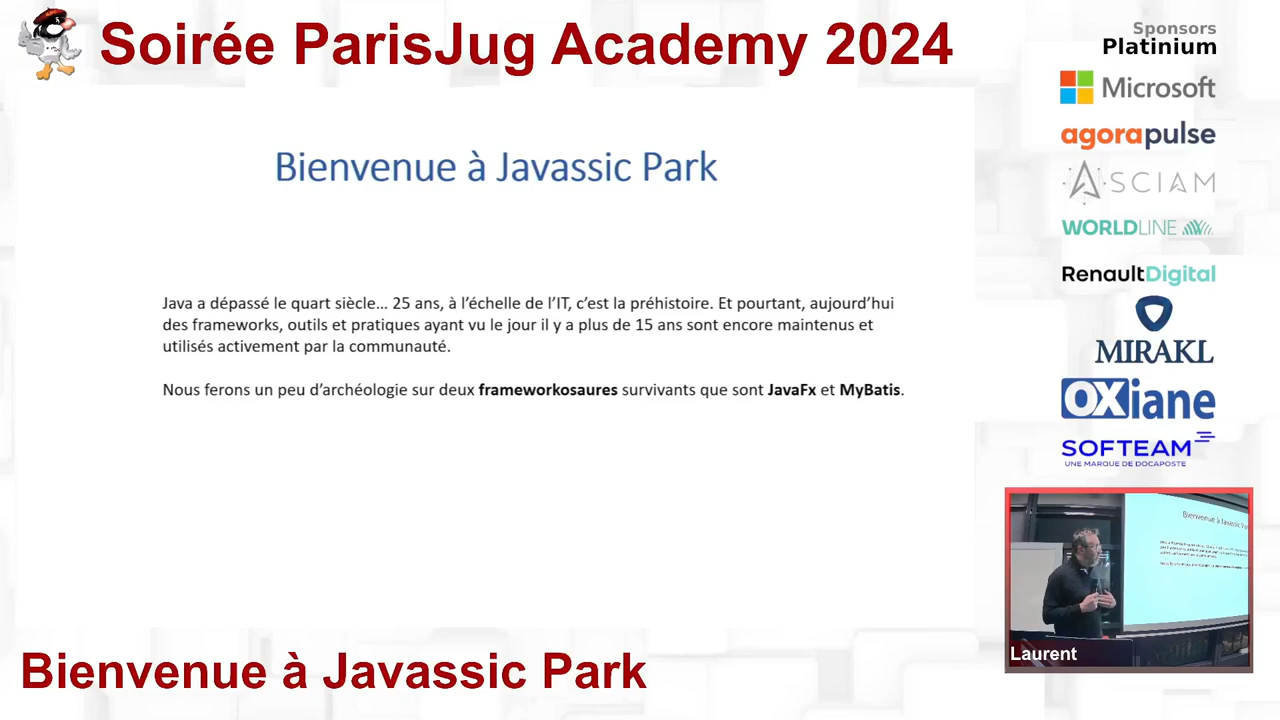 Soirée ParisJug Academy 2024
Sponsors
Platinium
Microsoft
agorapulse
ASCIAM
WORLDLINE
RenaultDigital
MIRAKL
OXiane
SOFTEAM
UNE MARQUE DE DOCAPOSTE
Bienvenue à Javassic Park
Java a dépassé le quart siècle... 25 ans, à l'échelle de l'IT, c'est la préhistoire. Et pourtant, aujourd'hui
des frameworks, outils et pratiques ayant vu le jour il y a plus de 15 ans sont encore maintenus et
utilisés activement par la communauté.
Nous ferons un peu d'archéologie sur deux frameworkosaures survivants que sont JavaFx et MyBatis.
Bienvenue à Javassic Pa
Laurent
Bienvenue à Javassic Park